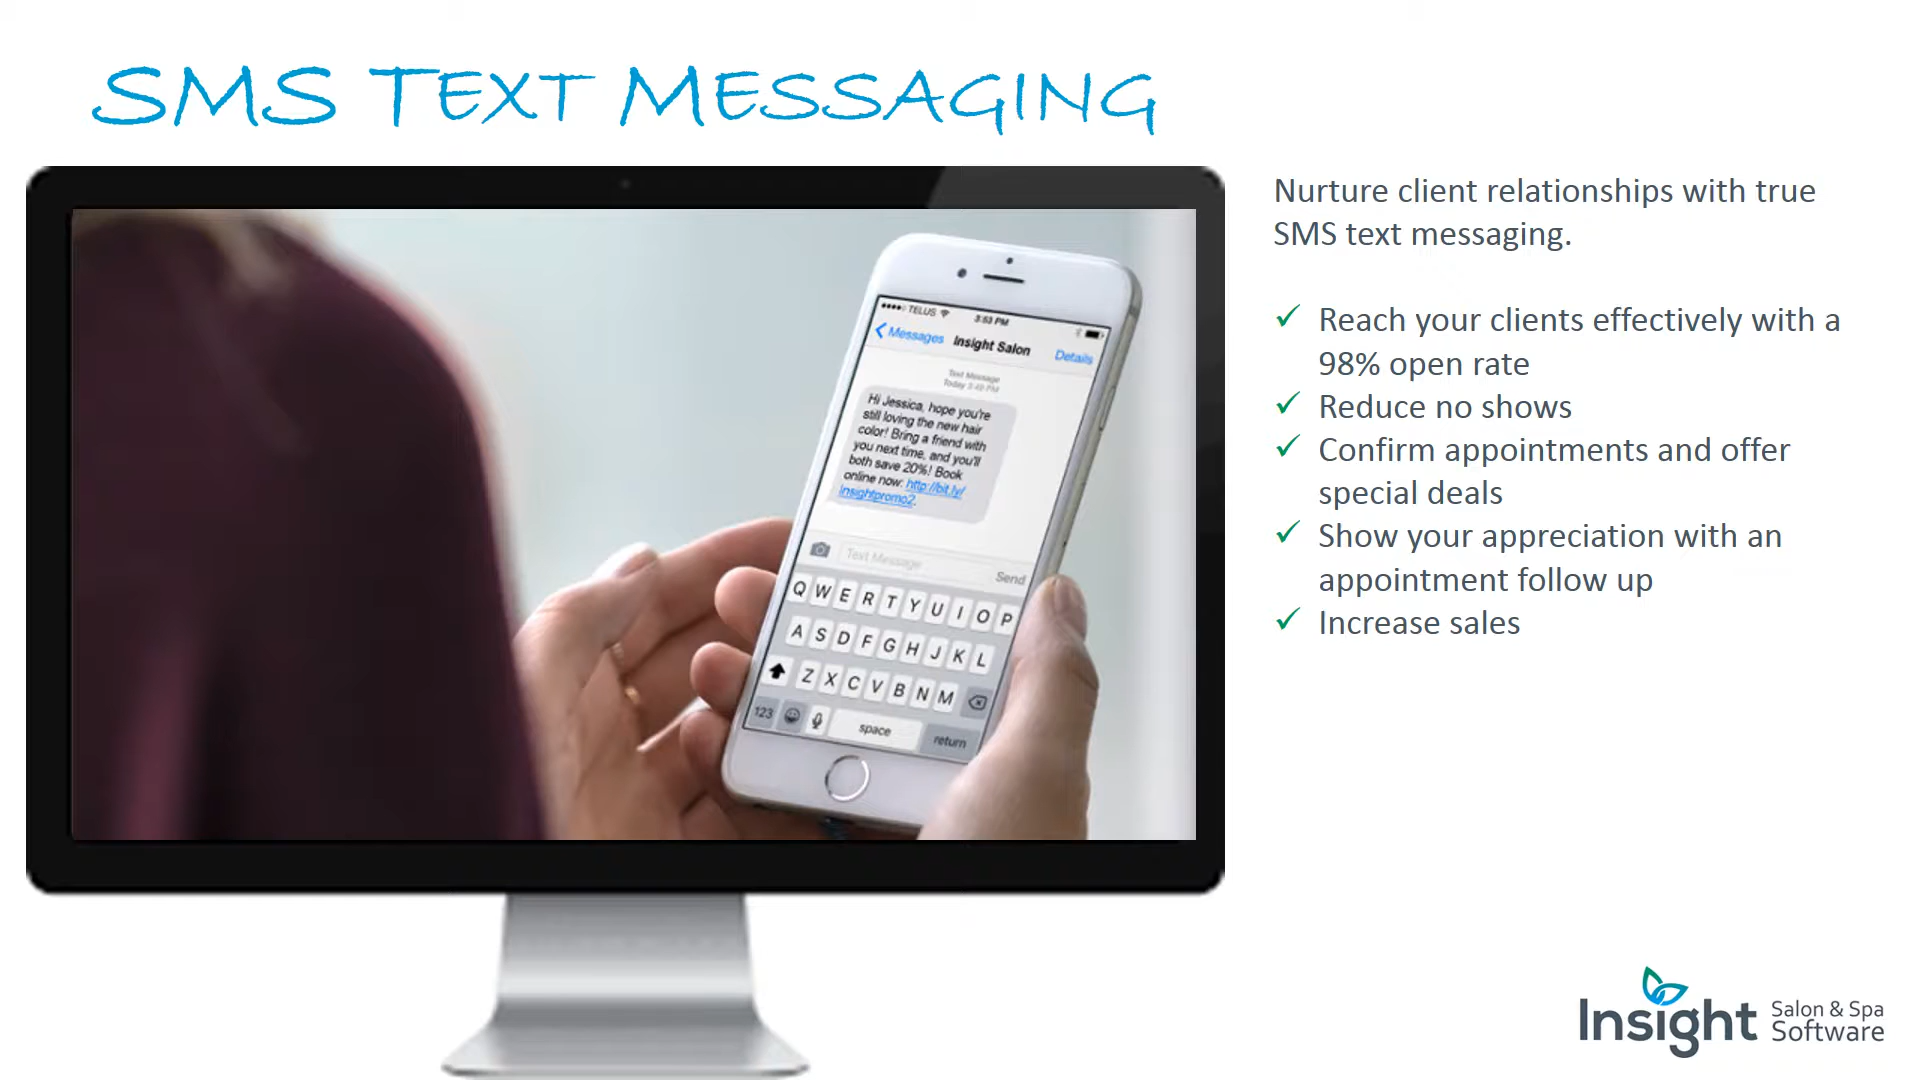 SMS TEXT MESSAGING
Nurture client relationships with true
SMS text messaging.
✓ Reach your clients effectively with a
98% open rate
✓ Reduce no shows
✓ Confirm appointments and offer
special deals
✓ Show your appreciation with an
appointment follow up
✓ Increase sales
TELUS 3:53 PM
Messages Insight Salon Details
Text Message
Today 3:49 PM
Hi Jessica, hope you're
still loving the new hair
color! Bring a friend with
you next time, and you'll
both save 20%! Book
online now: http://bit.ly/
Insightpromo2.
Text Message Send
Q W E R T Y U I O P
A S D F G H J K L
Z X C V B N M
123 space return
Insight Salon & Spa
Software